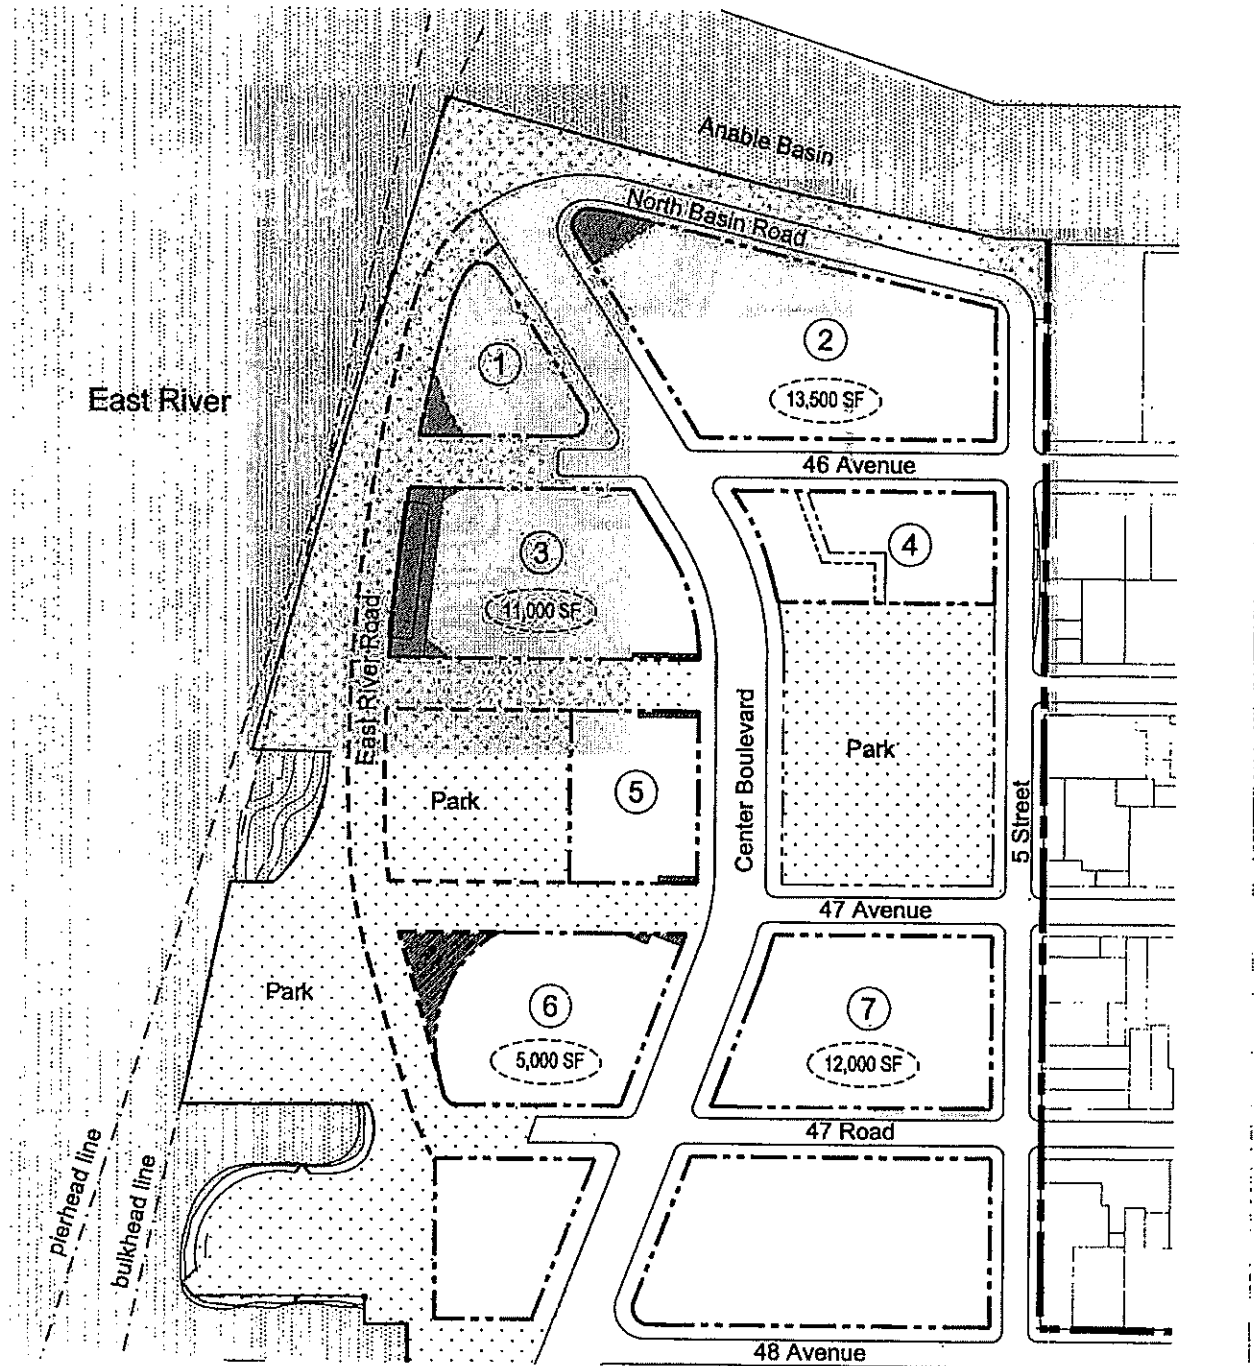 Anable Basin
North Basin Road
2
1
East River
13,500 SF
46 Avenue
4
3
11,000 SF
East River Road
Center Boulevard
Park
5
Park
5 Street
47 Avenue
Park
6
7
5,000 SF
12,000 SF
47 Road
pierhead line
bulkhead line
48 Avenue